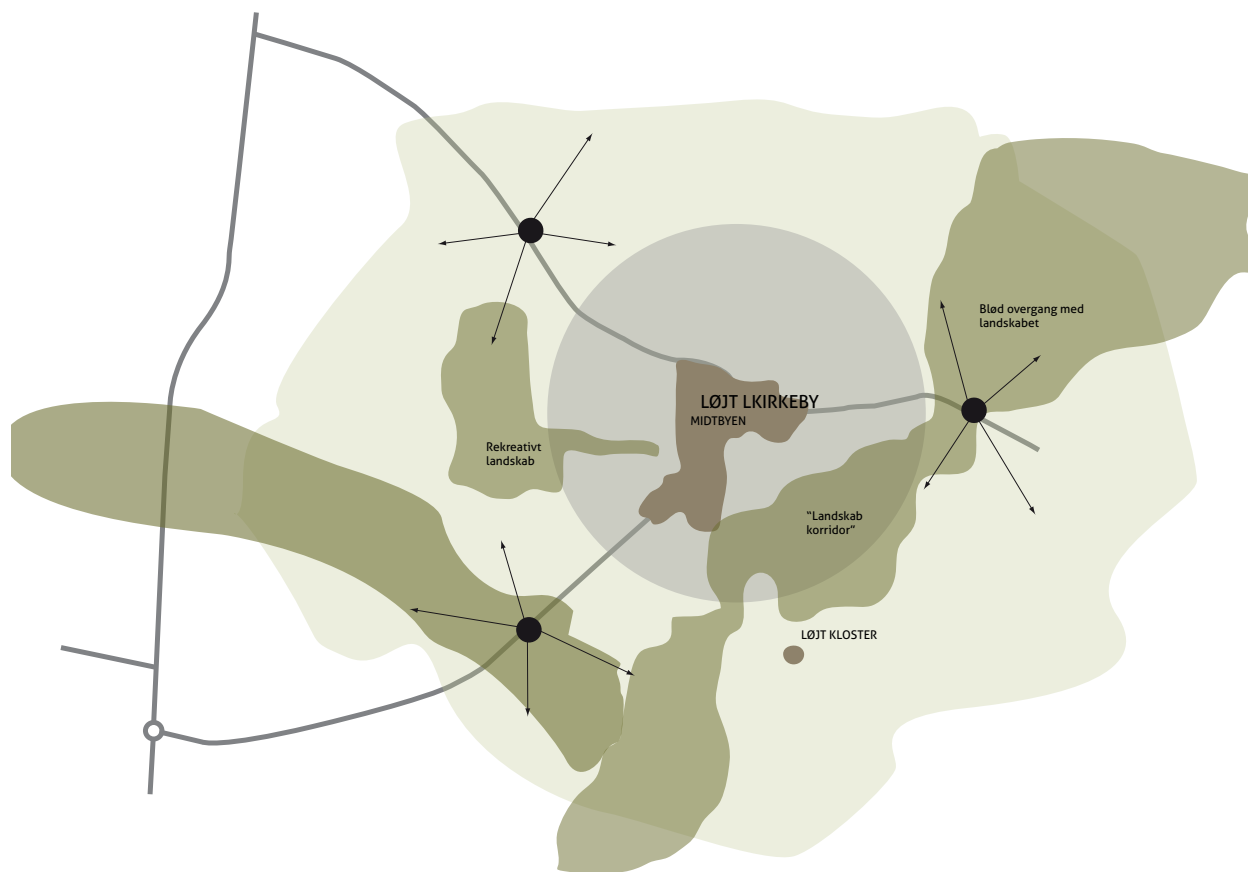 Blød overgang med
landskabet
LØJT LKIRKEBY
MIDTBYEN
Rekreativt
landskab
"Landskab
korridor"
LØJT KLOSTER